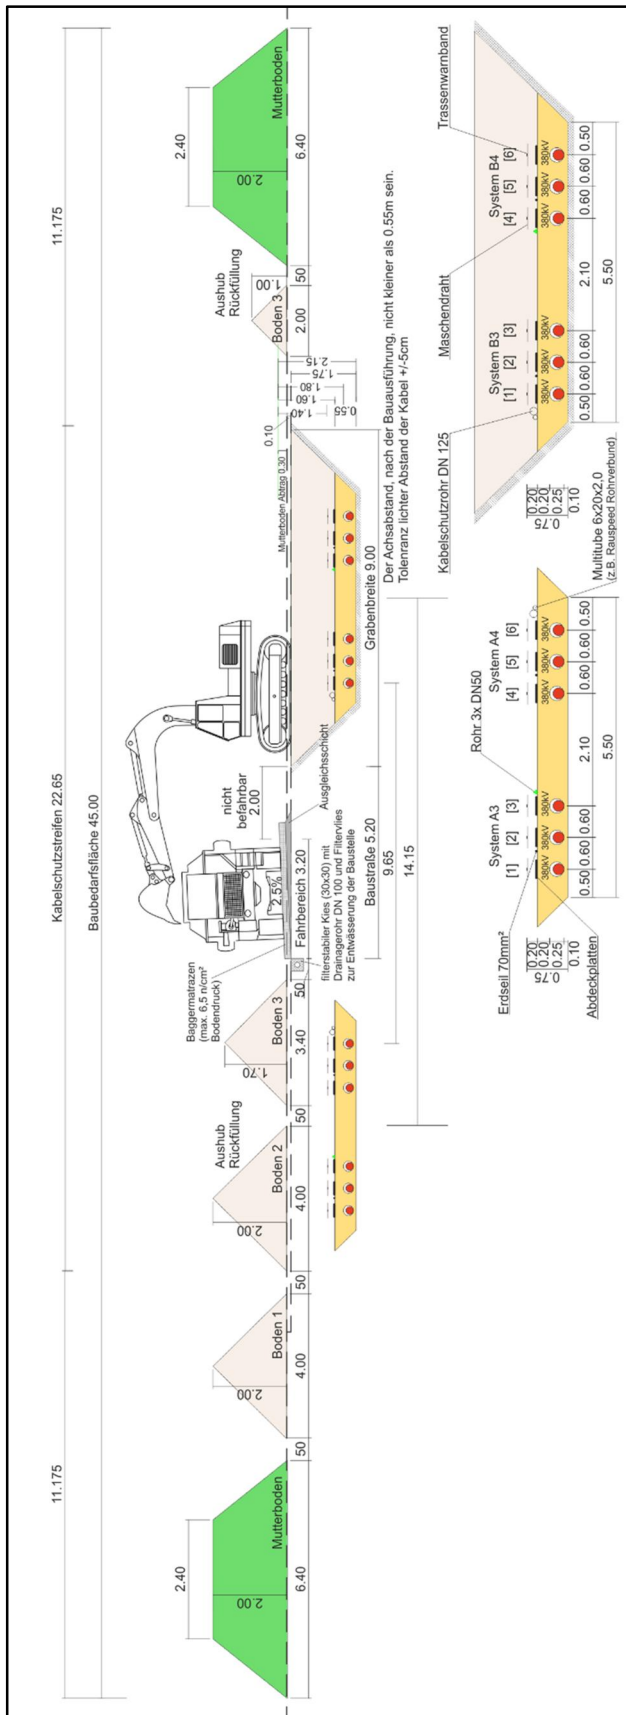 11.175
Kabelschutzstreifen 22.65
11.175
Baubedarfsfläche 45.00
2.40
2.00
Mutterboden
6.40
50
2.00
Boden 1
4.00
50
Aushub
Rückfüllung
2.00
Boden 2
4.00
50
1.70
Boden 3
3.40
50
Baggermatrazen
(max. 6,5 n/cm²
Bodendruck)
2.5%
Fahrbereich 3.20
nicht
befahrbar
2.00
Ausgleichsschicht
filterstabiler Kies (30x30) mit
Drainagerohr DN 100 und Filtervlies
zur Entwässerung der Baustelle
Baustraße 5.20
Grabenbreite 9.00
9.65
14.15
Mutterboden Abtrag 0.30
0.10
1.40
1.60
1.80
1.75
2.15
0.55
Aushub
Rückfüllung
1.00
Boden 3
2.00
50
2.40
2.00
Mutterboden
6.40
Der Achsabstand, nach der Bauausführung, nicht kleiner als 0.55m sein.
Tolenranz lichter Abstand der Kabel +/-5cm
Erdseil 70mm²
Rohr 3x DN50
System A3
System A4
[1]
[2]
[3]
[4]
[5]
[6]
380kV
380kV
380kV
380kV
380kV
380kV
Abdeckplatten
0.20
0.20
0.25
0.10
0.75
0.50
0.60
0.60
2.10
0.60
0.60
0.50
5.50
Multitube 6x20x2.0
(z.B. Rauspeed Rohrverbund)
Kabelschutzrohr DN 125
Maschendraht
Trassenwarnband
System B3
System B4
[1]
[2]
[3]
[4]
[5]
[6]
380kV
380kV
380kV
380kV
380kV
380kV
0.20
0.20
0.25
0.10
0.75
0.50
0.60
0.60
2.10
0.60
0.60
0.50
5.50